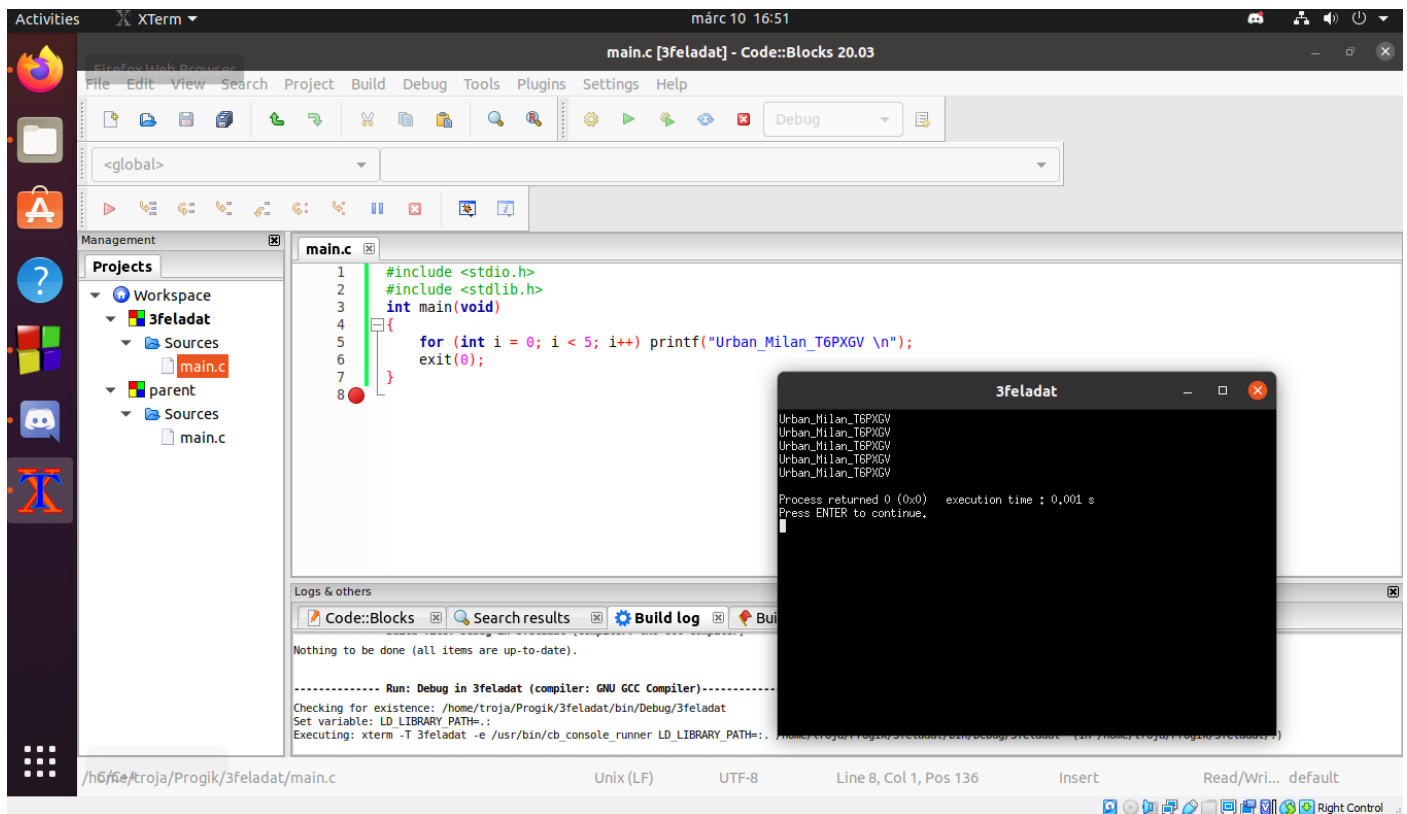 Activities XTerm márc 10 16:51
main.c [3feladat] - Code::Blocks 20.03
Firefox Web Browser
File Edit View Search Project Build Debug Tools Plugins Settings Help
Debug
<global>
Management
main.c
Projects
Workspace
3feladat
Sources
main.c
parent
Sources
main.c
1 #include <stdio.h>
2 #include <stdlib.h>
3 int main(void)
4 {
5 for (int i = 0; i < 5; i++) printf("Urban_Milan_T6PXGV \n");
6 exit(0);
7 }
8
3feladat
Urban_Milan_T6PXGV
Urban_Milan_T6PXGV
Urban_Milan_T6PXGV
Urban_Milan_T6PXGV
Urban_Milan_T6PXGV
Process returned 0 (0x0) execution time : 0.001 s
Press ENTER to continue.
Logs & others
Code::Blocks Search results Build log Bui
Nothing to be done (all items are up-to-date).
-------------- Run: Debug in 3feladat (compiler: GNU GCC Compiler)------------
Checking for existence: /home/troja/Progik/3feladat/bin/Debug/3feladat
Set variable: LD_LIBRARY_PATH=.:
Executing: xterm -T 3feladat -e /usr/bin/cb_console_runner LD_LIBRARY_PATH=:.
/home/troja/Progik/3feladat/main.c C/C++ Unix (LF) UTF-8 Line 8, Col 1, Pos 136 Insert Read/Wri... default
Right Control